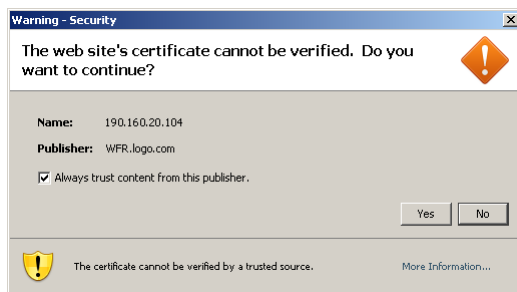 Warning - Security
The web site's certificate cannot be verified. Do you
want to continue?
Name: 190.160.20.104
Publisher: WFR.logo.com
Always trust content from this publisher.
Yes No
The certificate cannot be verified by a trusted source. More Information...